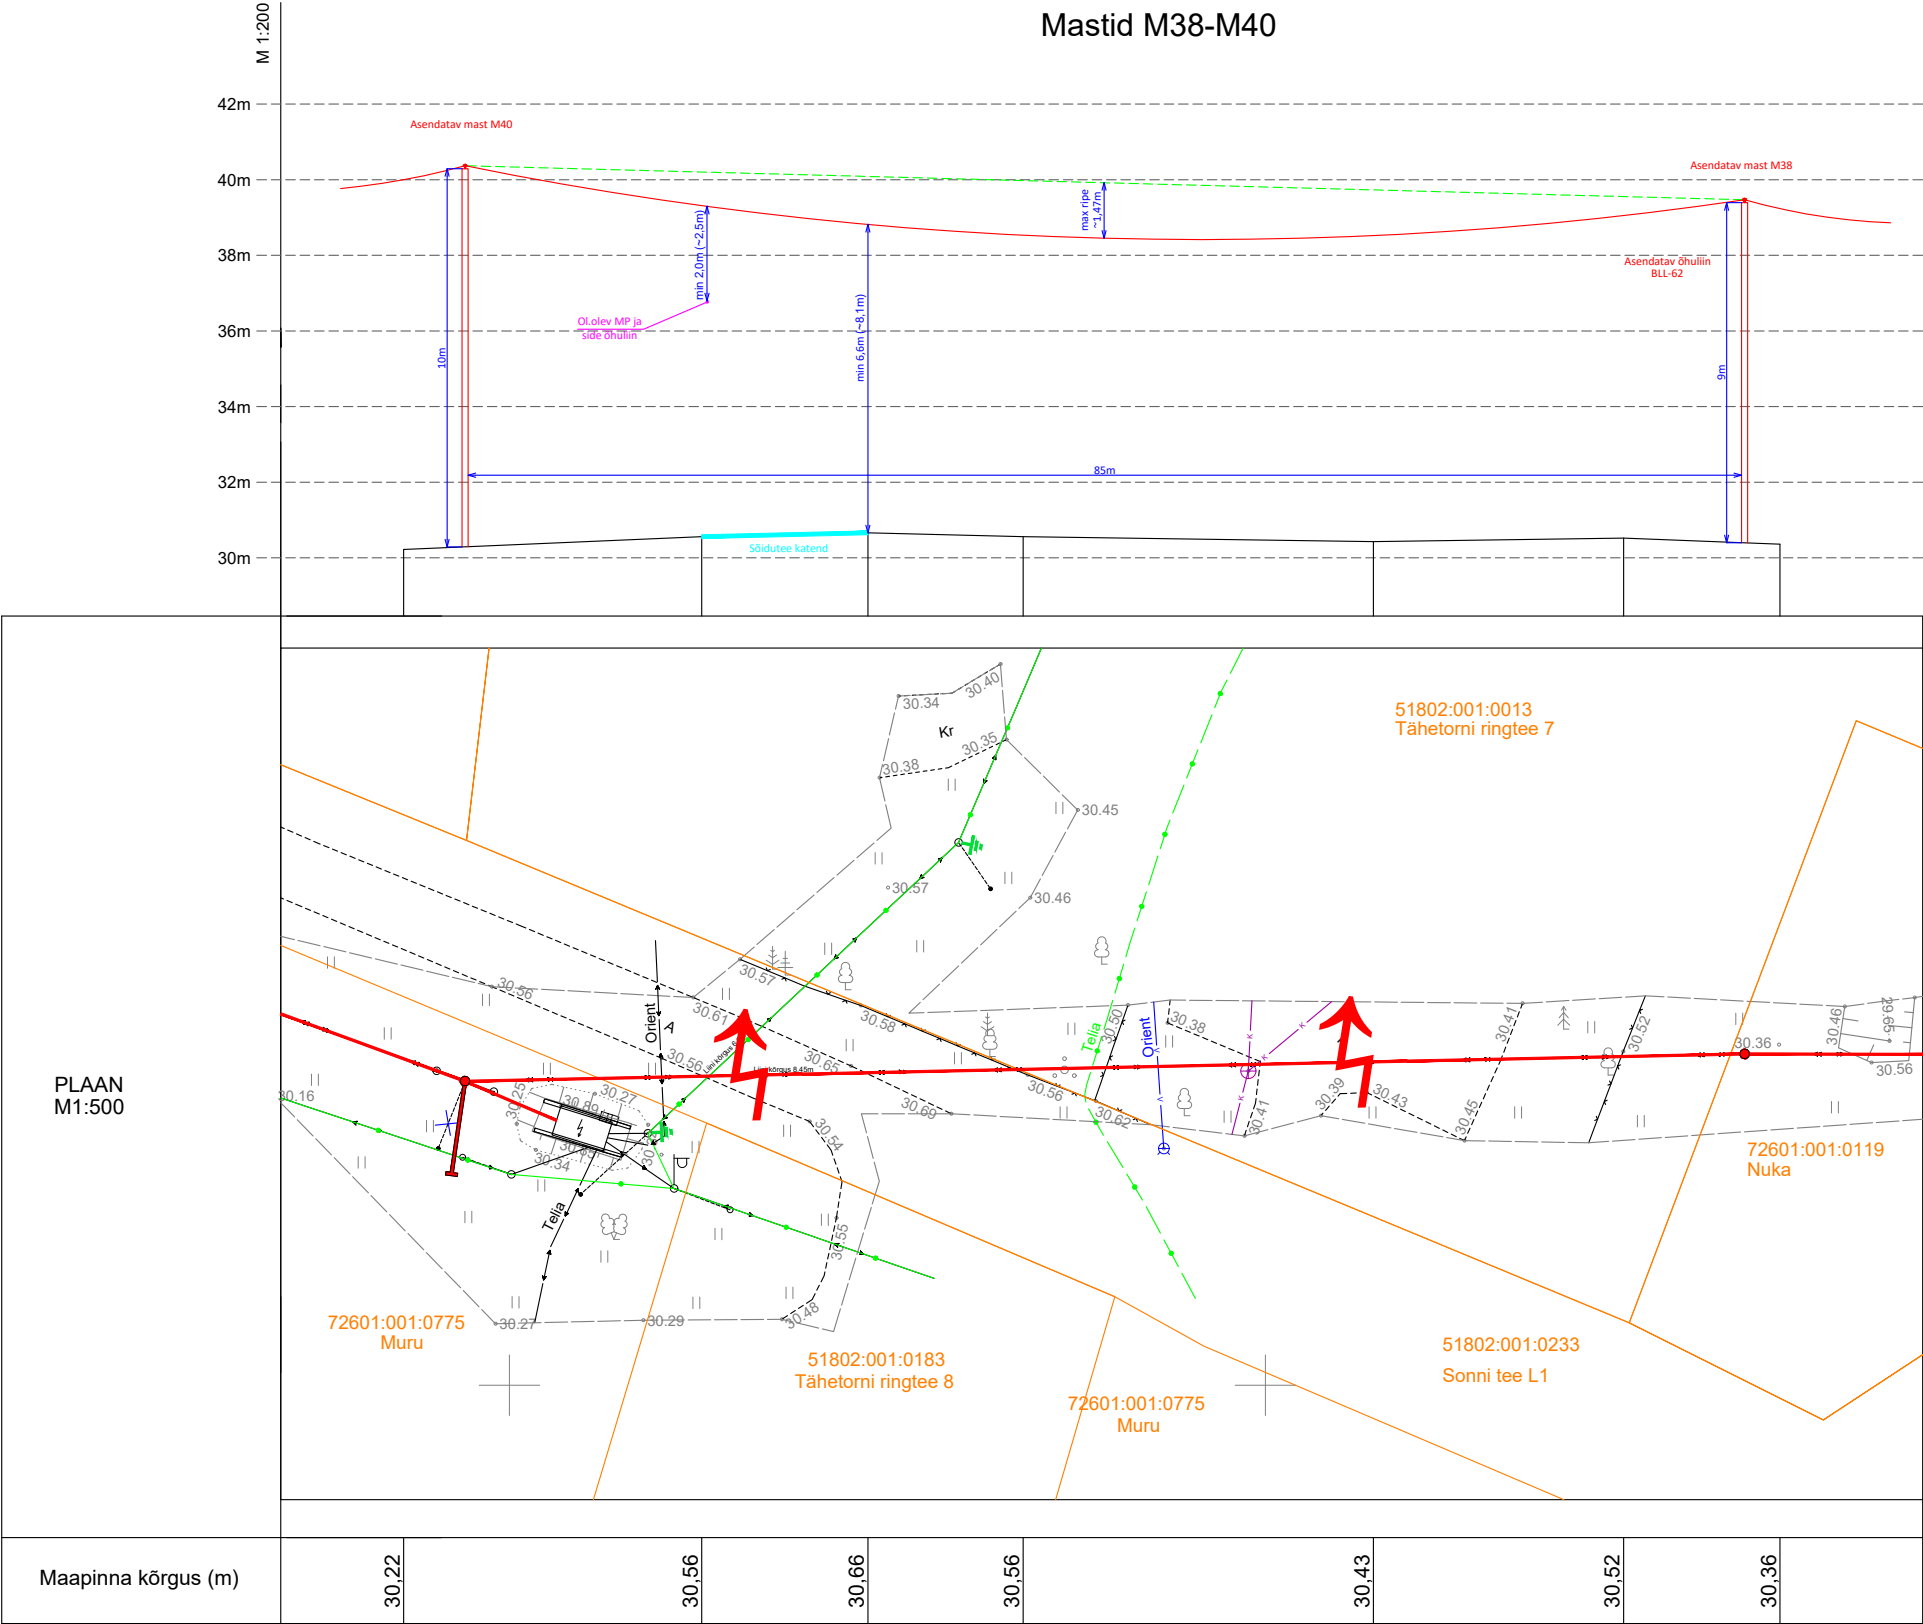 Mastid M38-M40
M 1:200
42m
Asendatav mast M40
Asendatav mast M38
40m
max ripe
~1,47m
min 2,0m (~2,5m)
38m
Asendatav õhuliin
BLL-62
min 6,6m (~8,1m)
Ol.olev MP ja
side õhuliin
36m
10m
9m
34m
85m
32m
Sõidutee katend
30m
PLAAN
M1:500
30.40
30.34
Kr
30.35
30.38
30.45
30.57
30.46
51802:001:0013
Tähetorni ringtee 7
30.56
30.57
30.61
30.58
Orient
A
30.56
30.65
Liini kõrgus 8.45m
30.60
30.56
30.62
30.50
Telia
Orient
30.38
K
K
K
30.41
30.39
30.43
30.45
30.41
30.52
30.36
30.46
29.65
30.56
30.16
30.25
30.27
30.89
30.34
30.54
Telia
30.55
30.48
30.27
30.29
72601:001:0119
Nuka
72601:001:0775
Muru
51802:001:0183
Tähetorni ringtee 8
72601:001:0775
Muru
51802:001:0233
Sonni tee L1
Maapinna kõrgus (m)
30,22
30,56
30,66
30,56
30,43
30,52
30,36